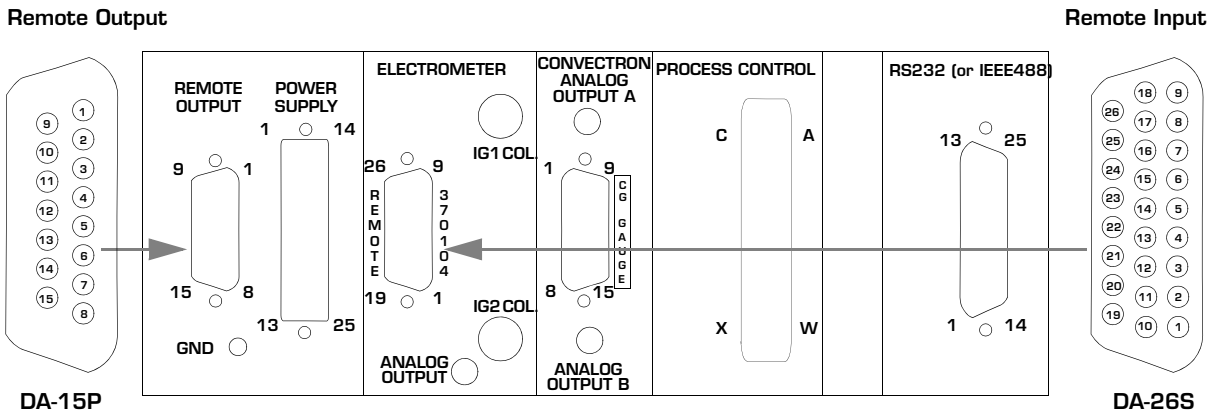 Remote Output
Remote Input
REMOTE
OUTPUT
POWER
SUPPLY
ELECTROMETER
CONVECTRON
ANALOG
OUTPUT A
PROCESS CONTROL
RS232 (or IEEE488)
1
2
3
4
5
6
7
8
9
10
11
12
13
14
15
9
1
15
8
GND
1
14
13
25
IG1 COL.
26
9
REMOTE
370104
19
1
IG2 COL.
ANALOG
OUTPUT
1
9
CG GAUGE
8
15
ANALOG
OUTPUT B
C
A
X
W
13
25
1
14
26
25
24
23
22
21
20
19
18
17
16
15
14
13
12
11
10
9
8
7
6
5
4
3
2
1
DA-15P
DA-26S